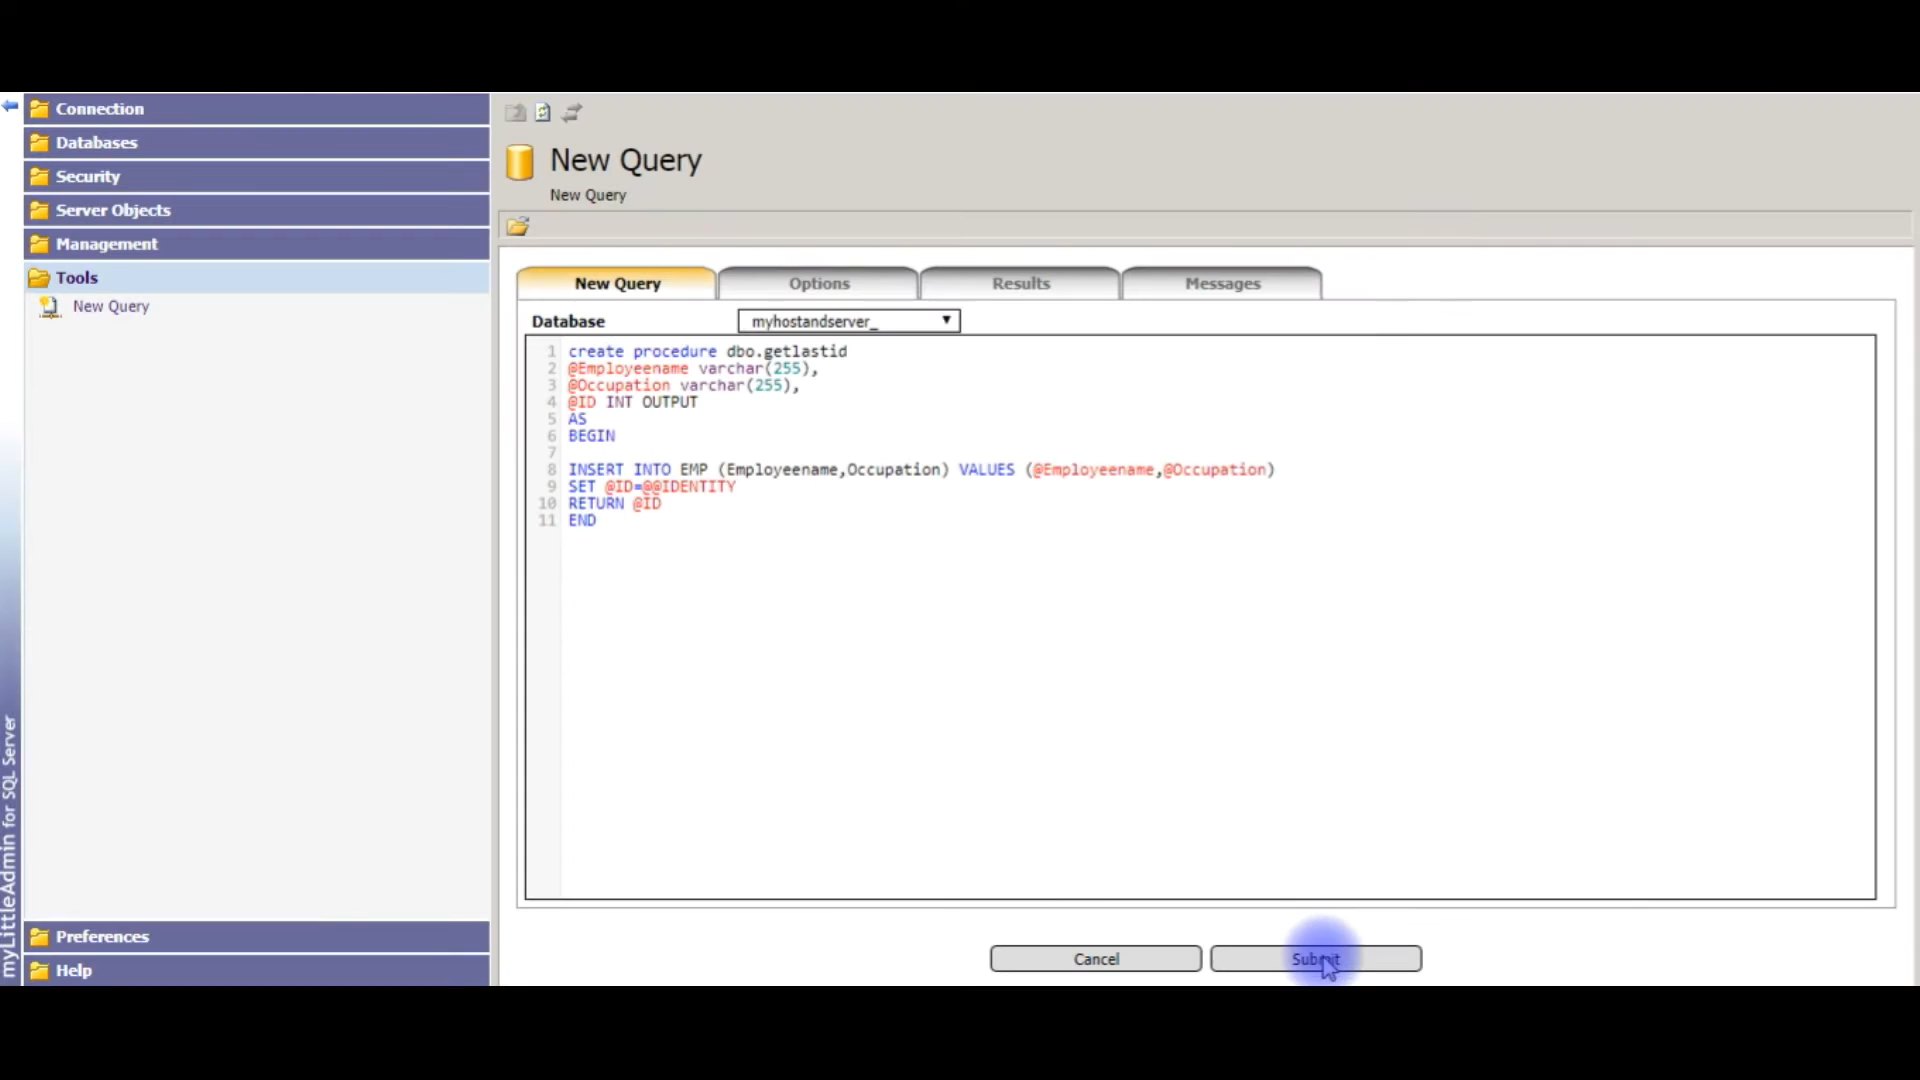 Connection
Databases
Security
Server Objects
Management
Tools
New Query
Preferences
Help
myLittleAdmin for SQL Server
New Query
New Query
New Query
Options
Results
Messages
Database
myhostandserver_
1 create procedure dbo.getlastid
2 @Employeename varchar(255),
3 @Occupation varchar(255),
4 @ID INT OUTPUT
5 AS
6 BEGIN
7
8 INSERT INTO EMP (Employeename,Occupation) VALUES (@Employeename,@Occupation)
9 SET @ID=@@IDENTITY
10 RETURN @ID
11 END
Cancel
Submit